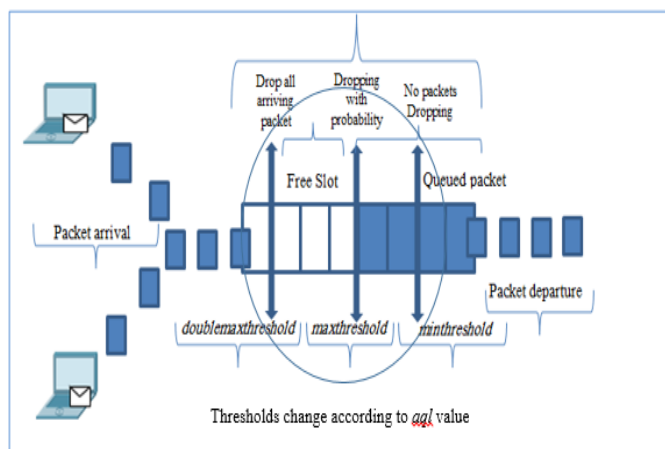 Drop all
arriving
packet
Dropping
with
probability
No packets
Dropping
Free Slot
Queued packet
Packet arrival
Packet departure
doublemaxthreshold
maxthreshold
minthreshold
Thresholds change according to aql value